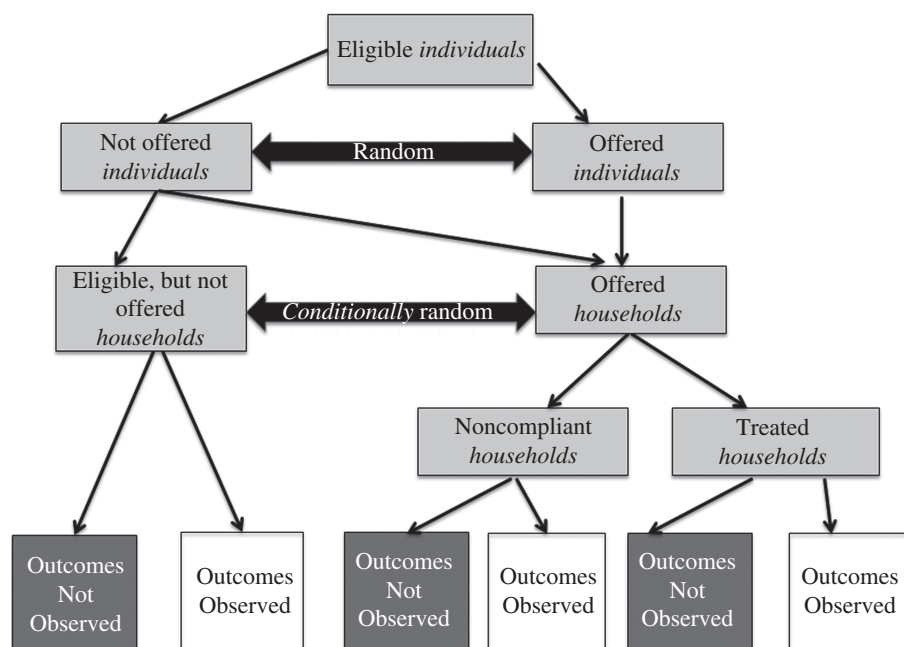 Eligible individuals
Not offered
individuals
Random
Offered
individuals
Eligible, but not
offered
households
Conditionally random
Offered
households
Noncompliant
households
Treated
households
Outcomes
Not
Observed
Outcomes
Observed
Outcomes
Not
Observed
Outcomes
Observed
Outcomes
Not
Observed
Outcomes
Observed